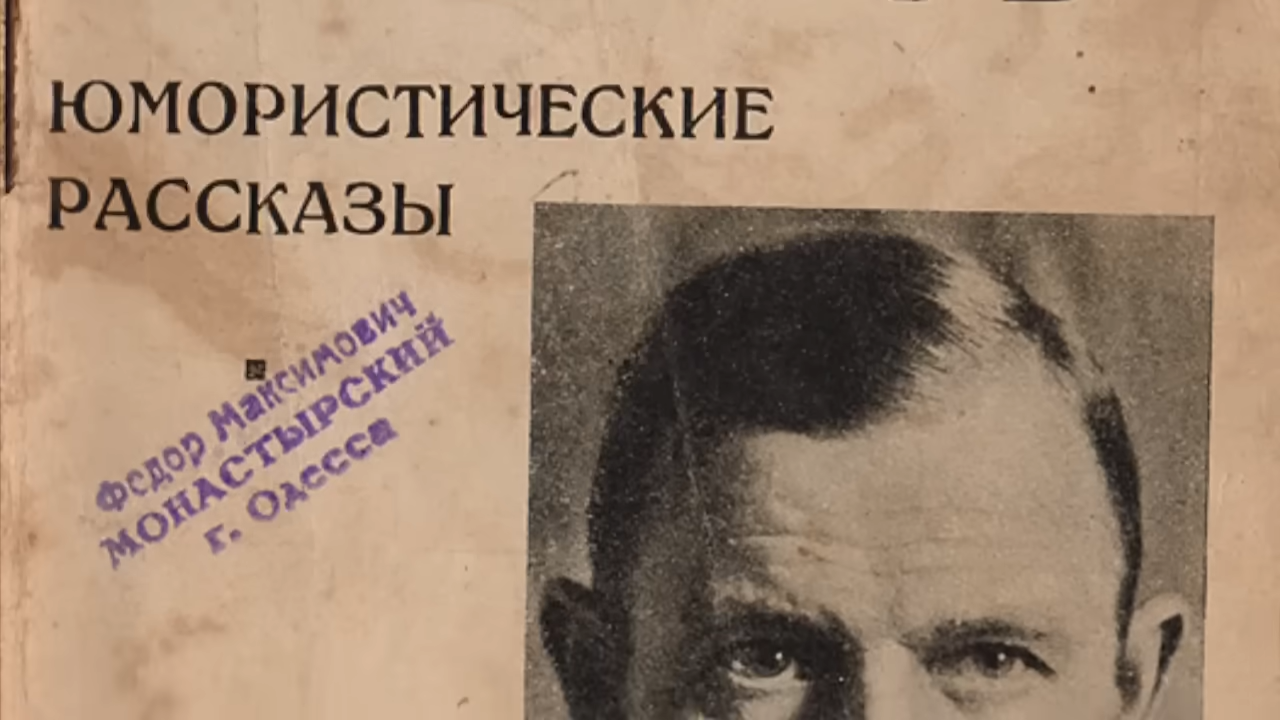 ЮМОРИСТИЧЕСКИЕ
РАССКАЗЫ
Федор Максимович
МОНАСТЫРСКИЙ
г. Одесса